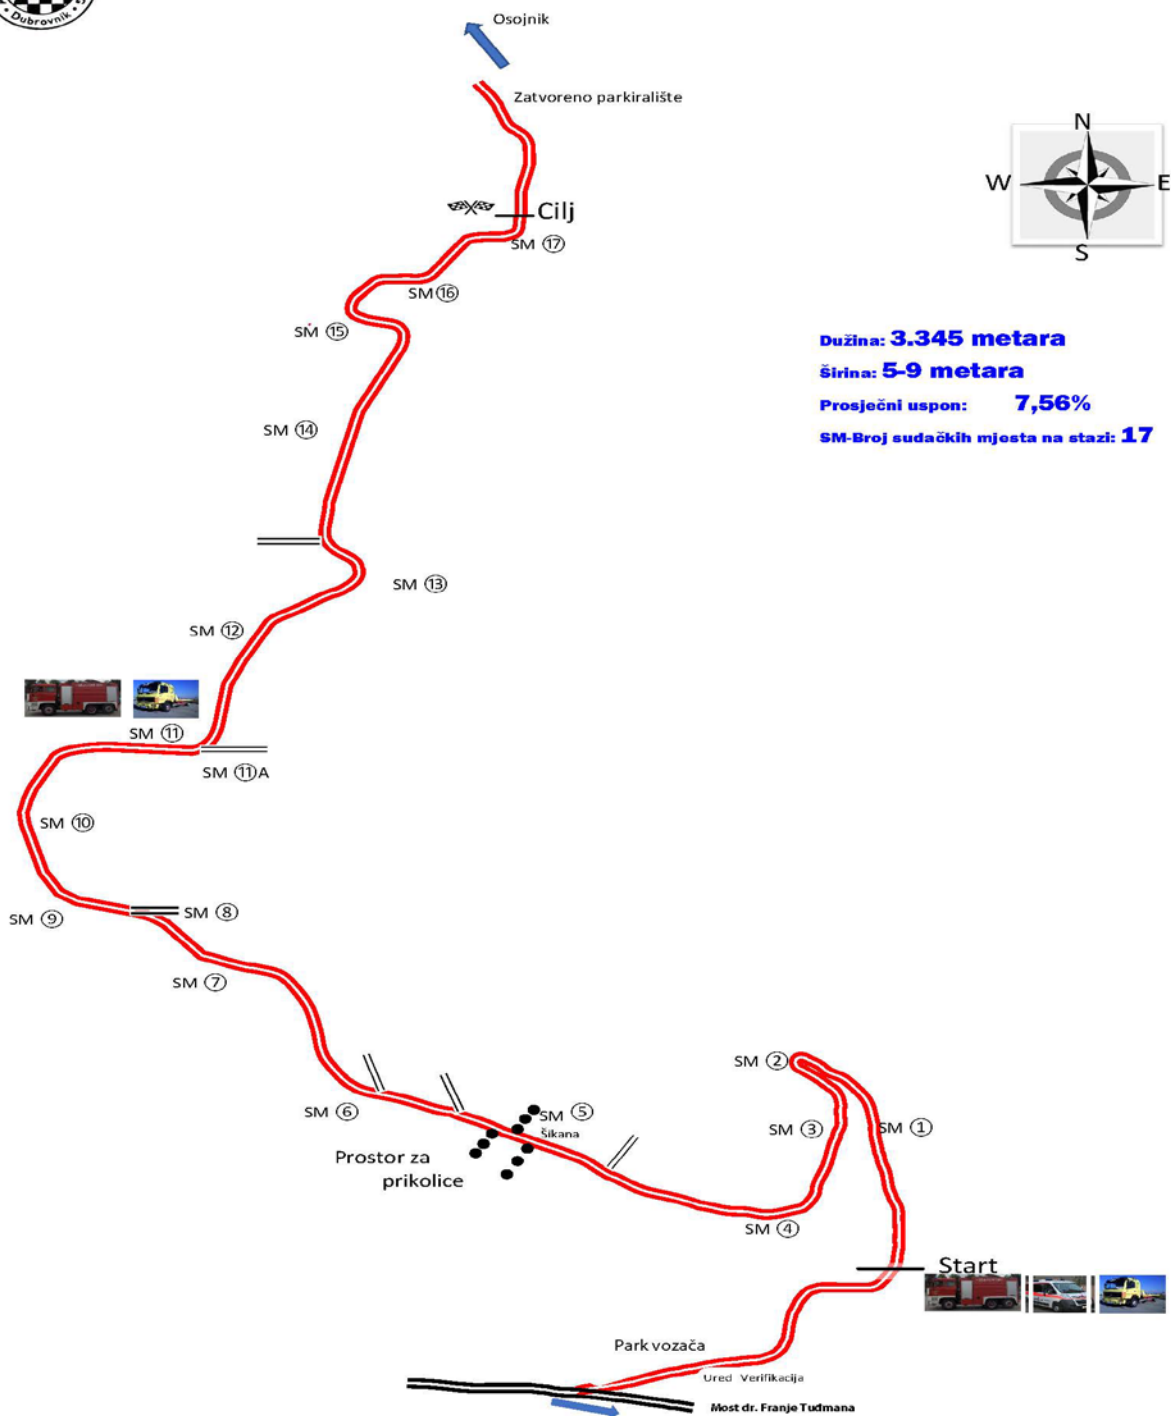 Dubrovnik
Osojnik
Zatvoreno parkiralište
N
W E
S
Cilj
SM 17
SM 16
SM 15
Dužina: 3.345 metara
Širina: 5-9 metara
Prosječni uspon: 7,56%
SM-Broj sudačkih mjesta na stazi: 17
SM 14
SM 13
SM 12
SM 11
SM 11A
SM 10
SM 9
SM 8
SM 7
SM 2
SM 1
SM 3
SM 6
SM 5
Šikana
Prostor za
prikolice
SM 4
Start
Park vozača
Ured Verifikacija
Most dr. Franje Tuđmana